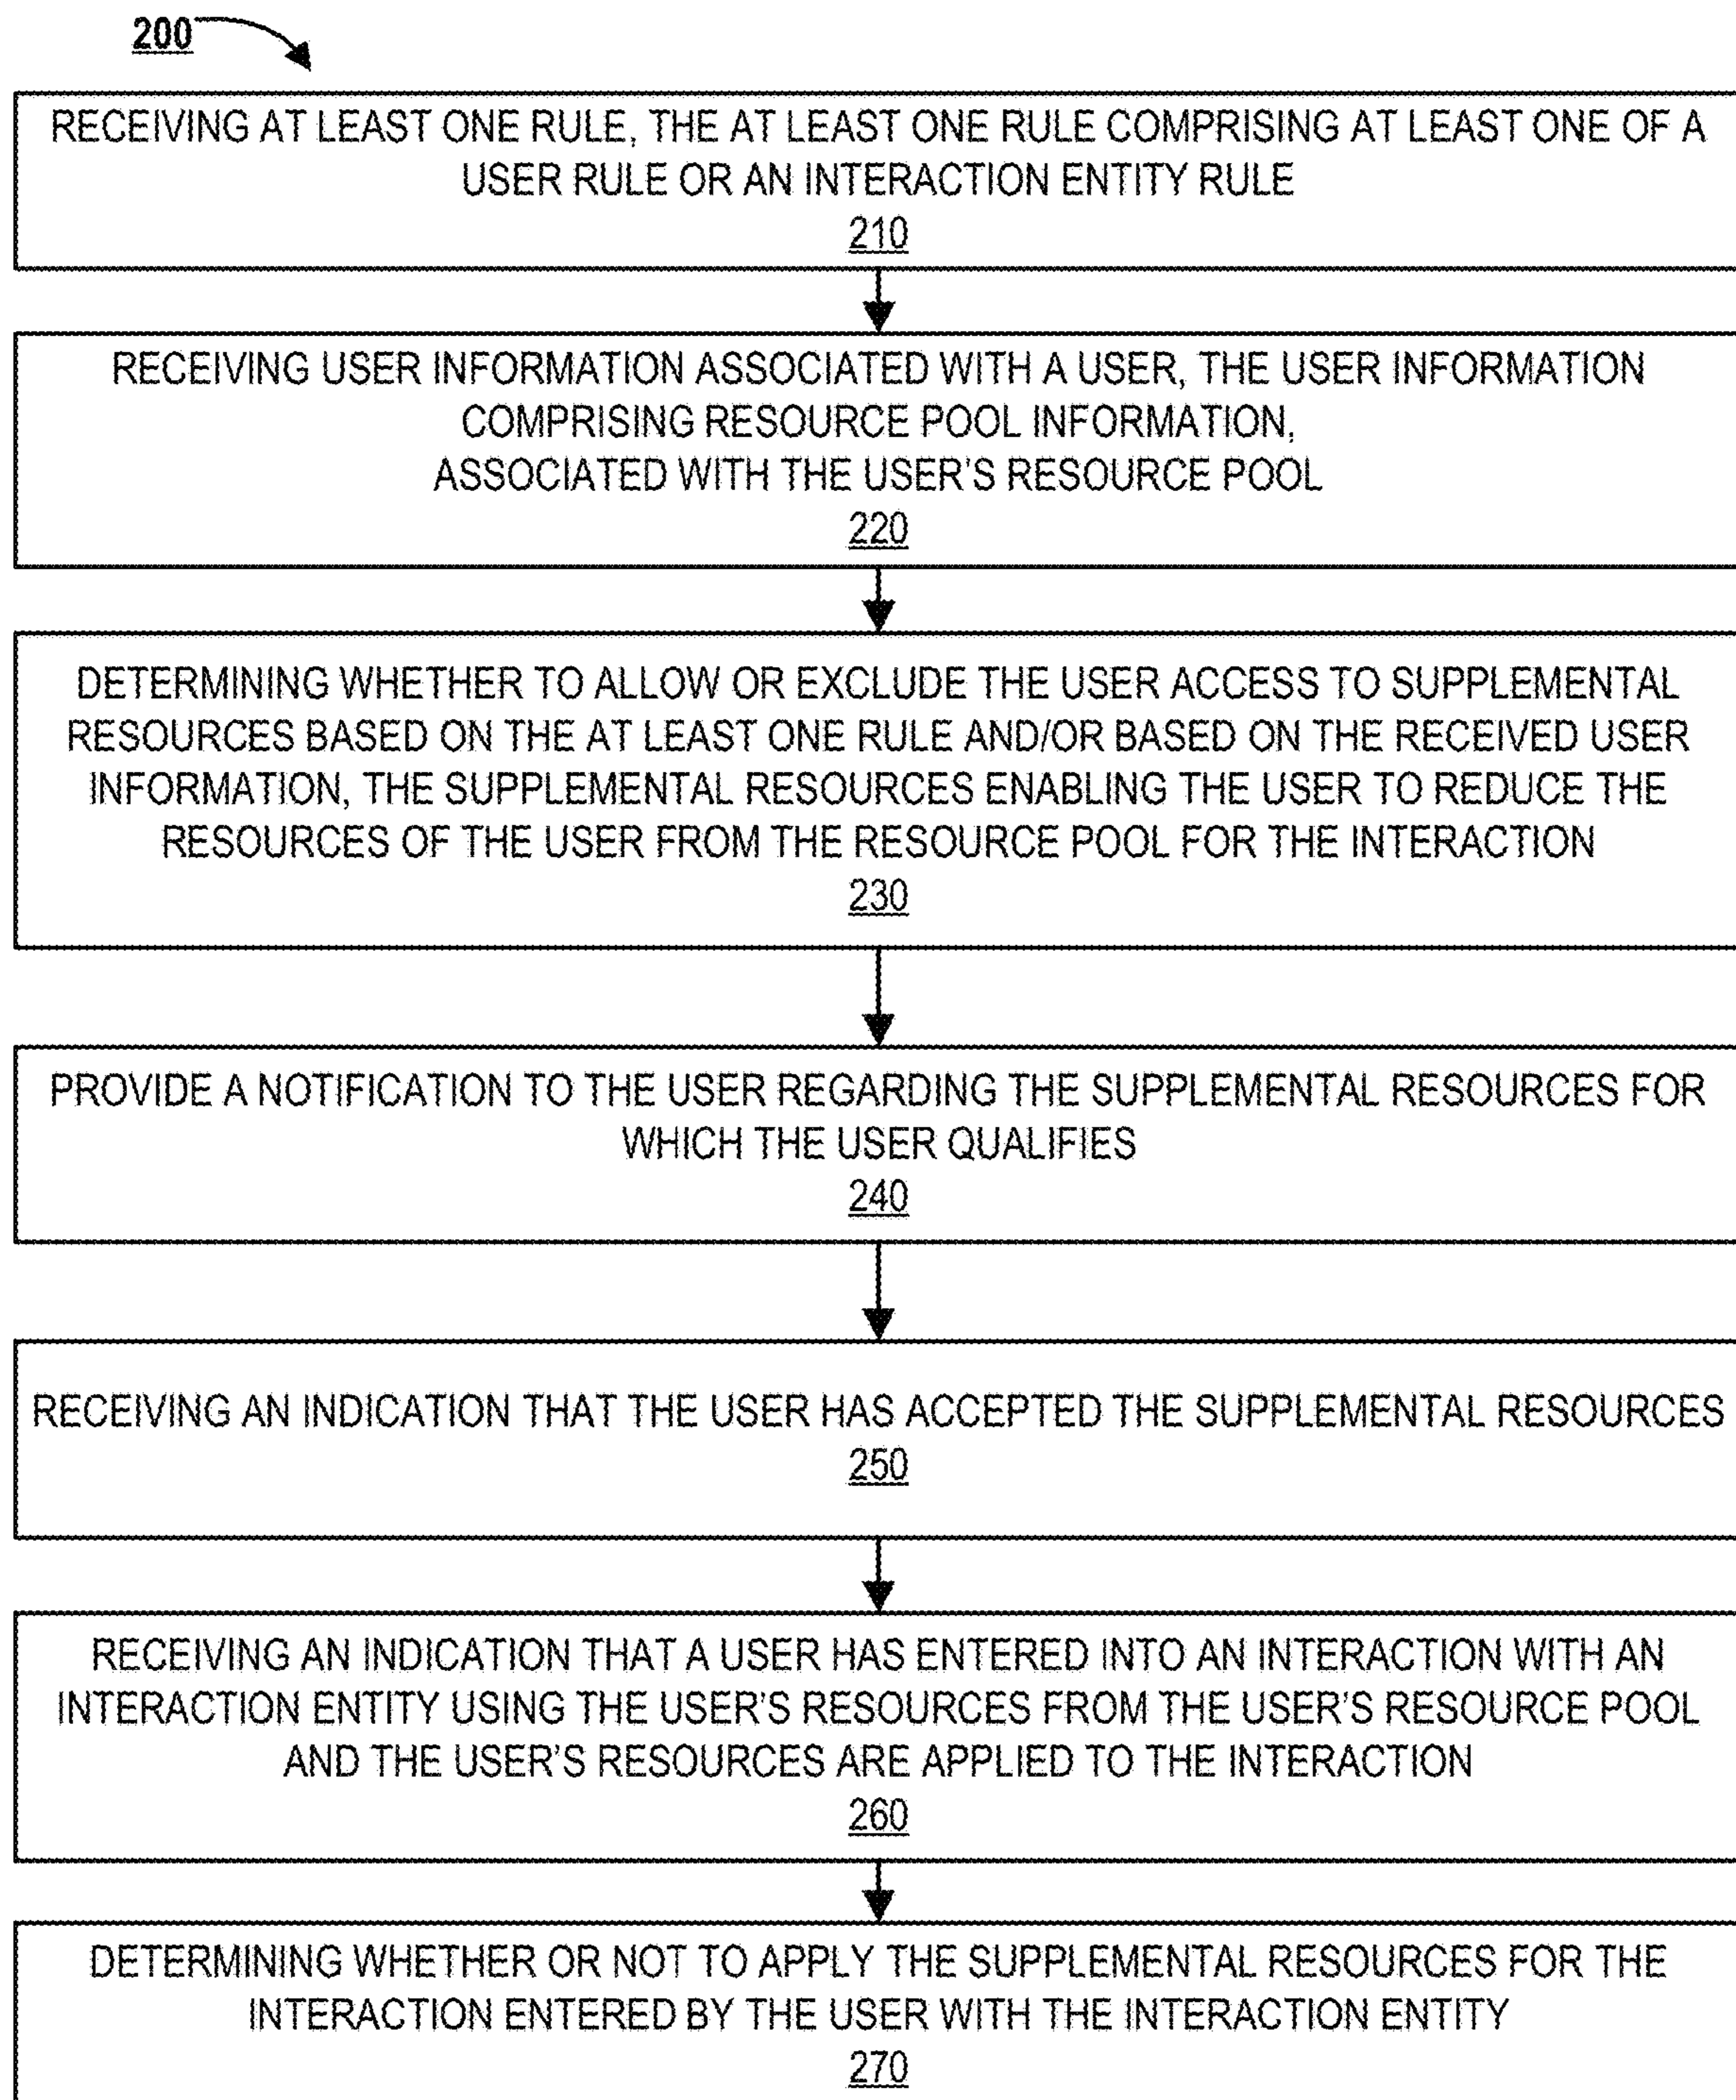 200
RECEIVING AT LEAST ONE RULE, THE AT LEAST ONE RULE COMPRISING AT LEAST ONE OF A
USER RULE OR AN INTERACTION ENTITY RULE
210
RECEIVING USER INFORMATION ASSOCIATED WITH A USER, THE USER INFORMATION
COMPRISING RESOURCE POOL INFORMATION,
ASSOCIATED WITH THE USER'S RESOURCE POOL
220
DETERMINING WHETHER TO ALLOW OR EXCLUDE THE USER ACCESS TO SUPPLEMENTAL
RESOURCES BASED ON THE AT LEAST ONE RULE AND/OR BASED ON THE RECEIVED USER
INFORMATION, THE SUPPLEMENTAL RESOURCES ENABLING THE USER TO REDUCE THE
RESOURCES OF THE USER FROM THE RESOURCE POOL FOR THE INTERACTION
230
PROVIDE A NOTIFICATION TO THE USER REGARDING THE SUPPLEMENTAL RESOURCES FOR
WHICH THE USER QUALIFIES
240
RECEIVING AN INDICATION THAT THE USER HAS ACCEPTED THE SUPPLEMENTAL RESOURCES
250
RECEIVING AN INDICATION THAT A USER HAS ENTERED INTO AN INTERACTION WITH AN
INTERACTION ENTITY USING THE USER'S RESOURCES FROM THE USER'S RESOURCE POOL
AND THE USER'S RESOURCES ARE APPLIED TO THE INTERACTION
260
DETERMINING WHETHER OR NOT TO APPLY THE SUPPLEMENTAL RESOURCES FOR THE
INTERACTION ENTERED BY THE USER WITH THE INTERACTION ENTITY
270